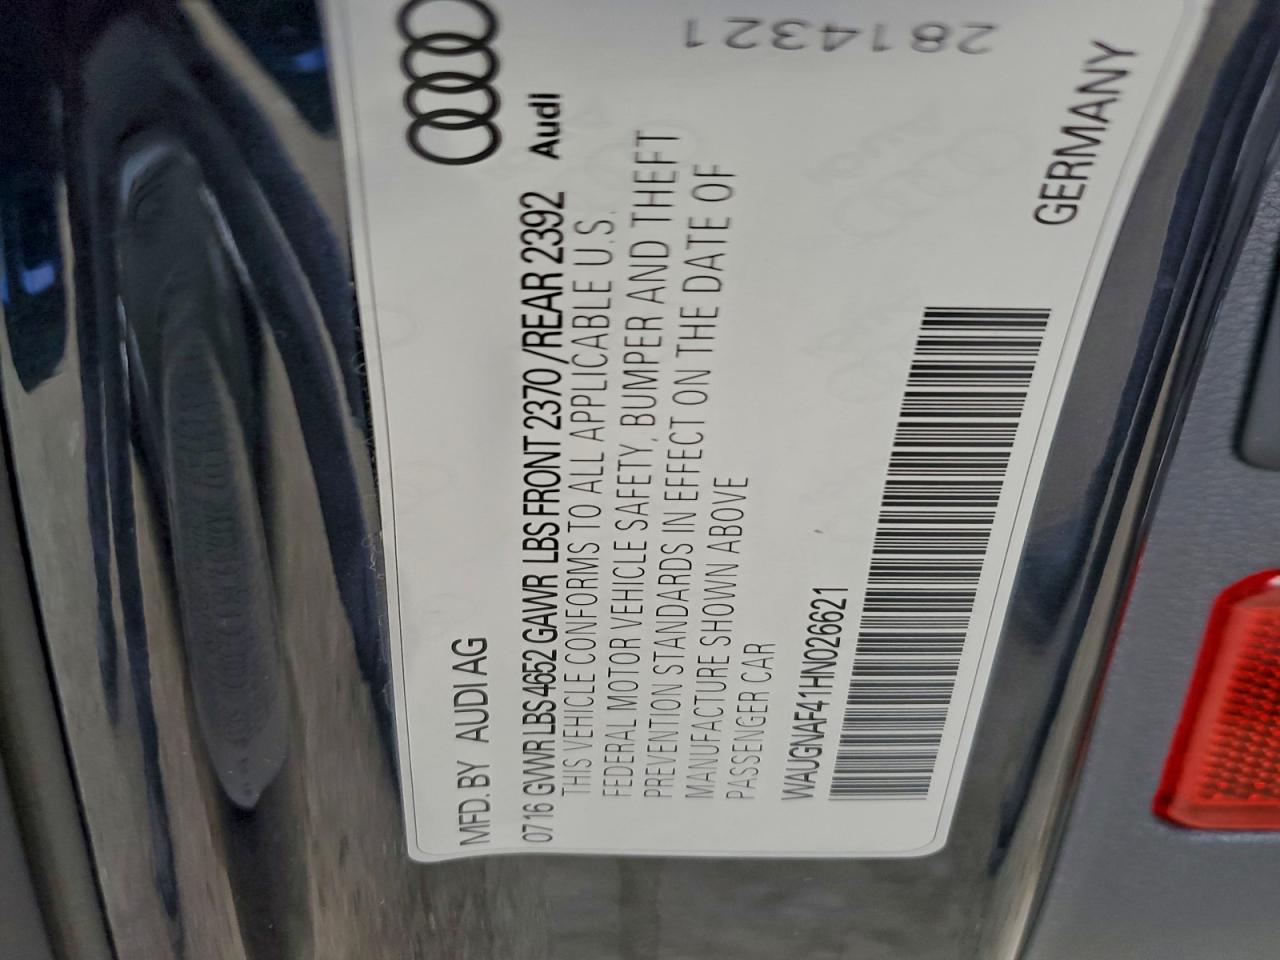 MFD. BY AUDI AG
0716 GVWR LBS 4652 GAWR LBS FRONT 2370 /REAR 2392
Audi
THIS VEHICLE CONFORMS TO ALL APPLICABLE U.S.
FEDERAL MOTOR VEHICLE SAFETY, BUMPER AND THEFT
PREVENTION STANDARDS IN EFFECT ON THE DATE OF
MANUFACTURE SHOWN ABOVE
PASSENGER CAR
WAUGNAF41HN026621
GERMANY
2814321